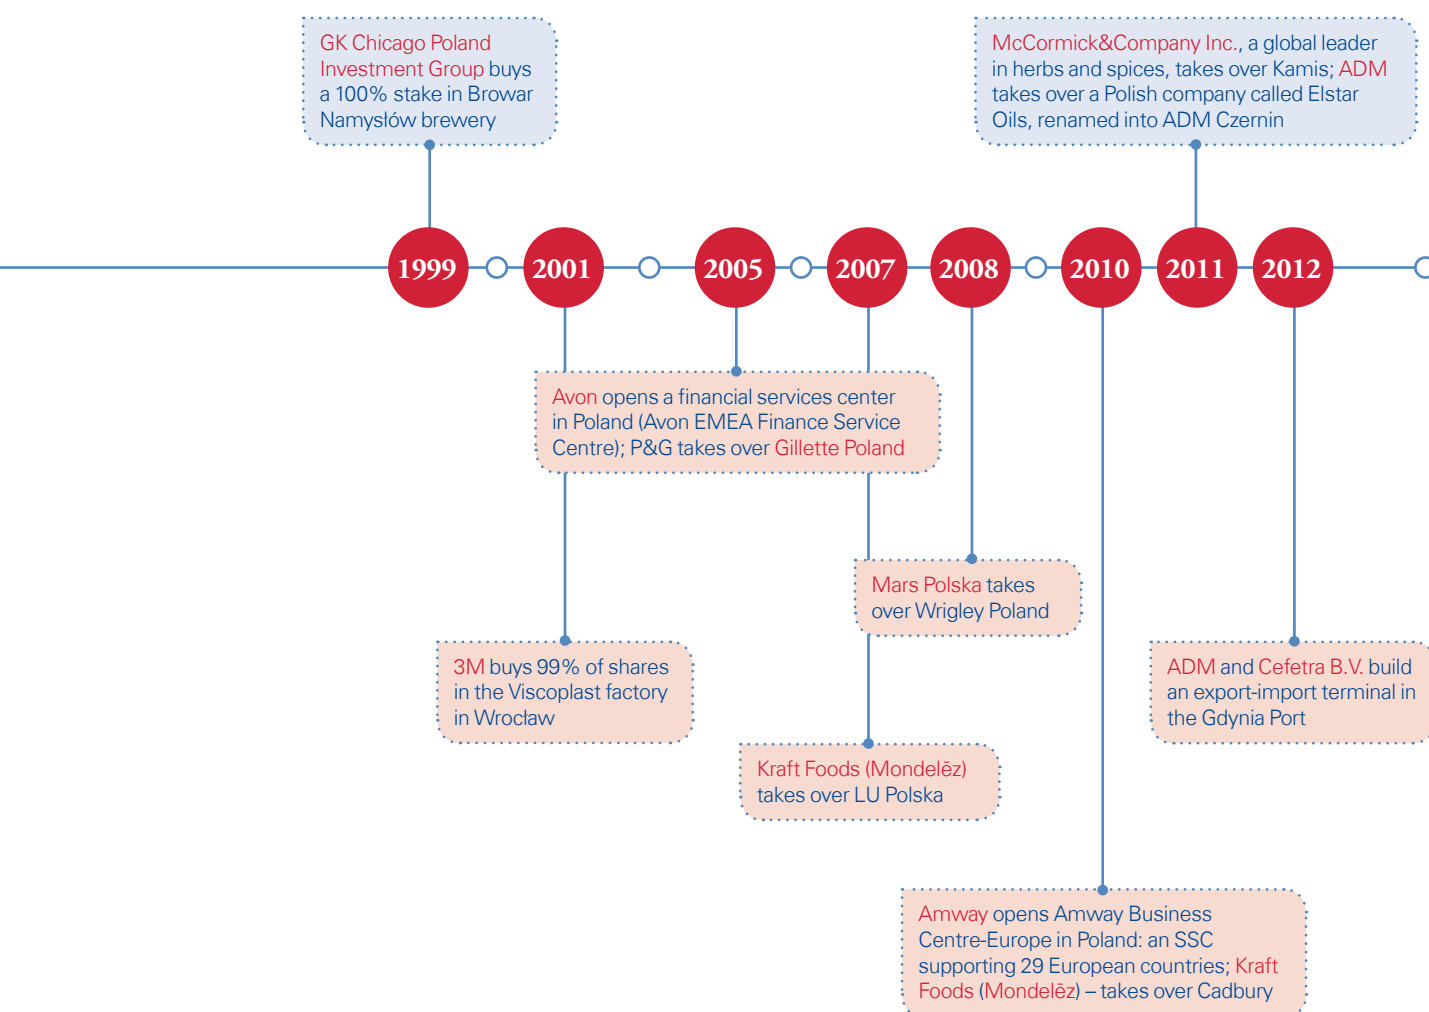 GK Chicago Poland
Investment Group buys
a 100% stake in Browar
Namysłów brewery
McCormick&Company Inc., a global leader
in herbs and spices, takes over Kamis; ADM
takes over a Polish company called Elstar
Oils, renamed into ADM Czernin
1999
2001
2005
2007
2008
2010
2011
2012
Avon opens a financial services center
in Poland (Avon EMEA Finance Service
Centre); P&G takes over Gillette Poland
Mars Polska takes
over Wrigley Poland
3M buys 99% of shares
in the Viscoplast factory
in Wrocław
ADM and Cefetra B.V. build
an export-import terminal in
the Gdynia Port
Kraft Foods (Mondelēz)
takes over LU Polska
Amway opens Amway Business
Centre-Europe in Poland: an SSC
supporting 29 European countries; Kraft
Foods (Mondelēz) – takes over Cadbury